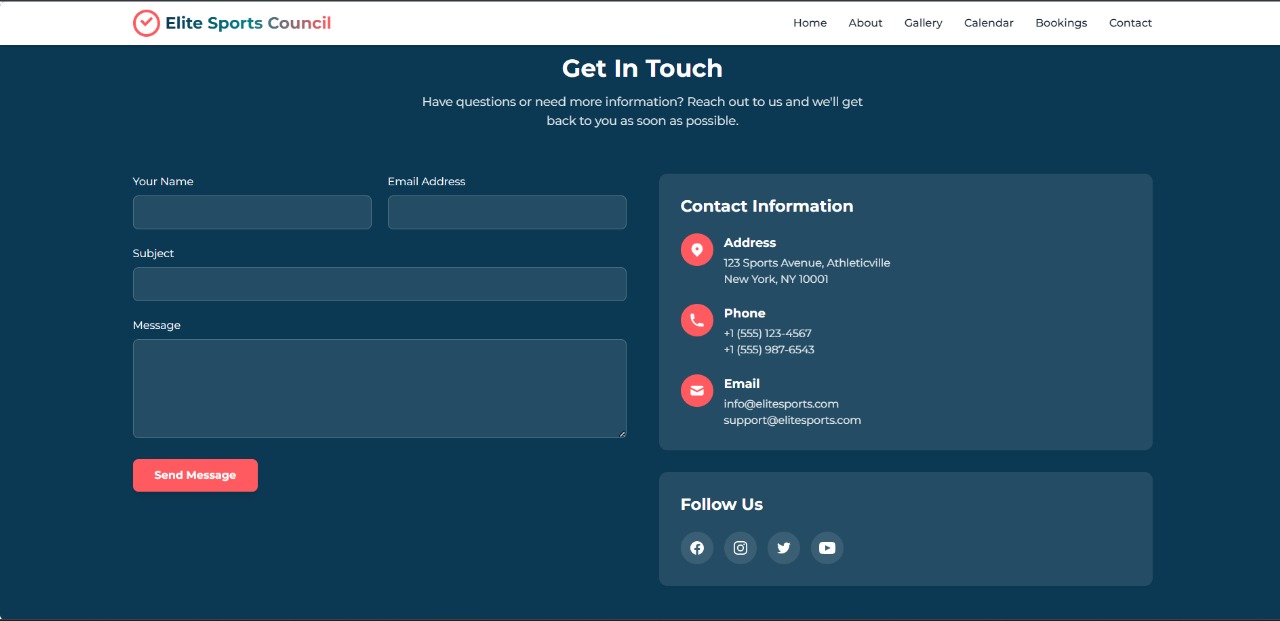 Elite Sports Council
Home
About
Gallery
Calendar
Bookings
Contact
Get In Touch
Have questions or need more information? Reach out to us and we'll get
back to you as soon as possible.
Your Name
Email Address
Subject
Message
Send Message
Contact Information
Address
123 Sports Avenue, Athleticville
New York, NY 10001
Phone
+1 (555) 123-4567
+1 (555) 987-6543
Email
info@elitesports.com
support@elitesports.com
Follow Us